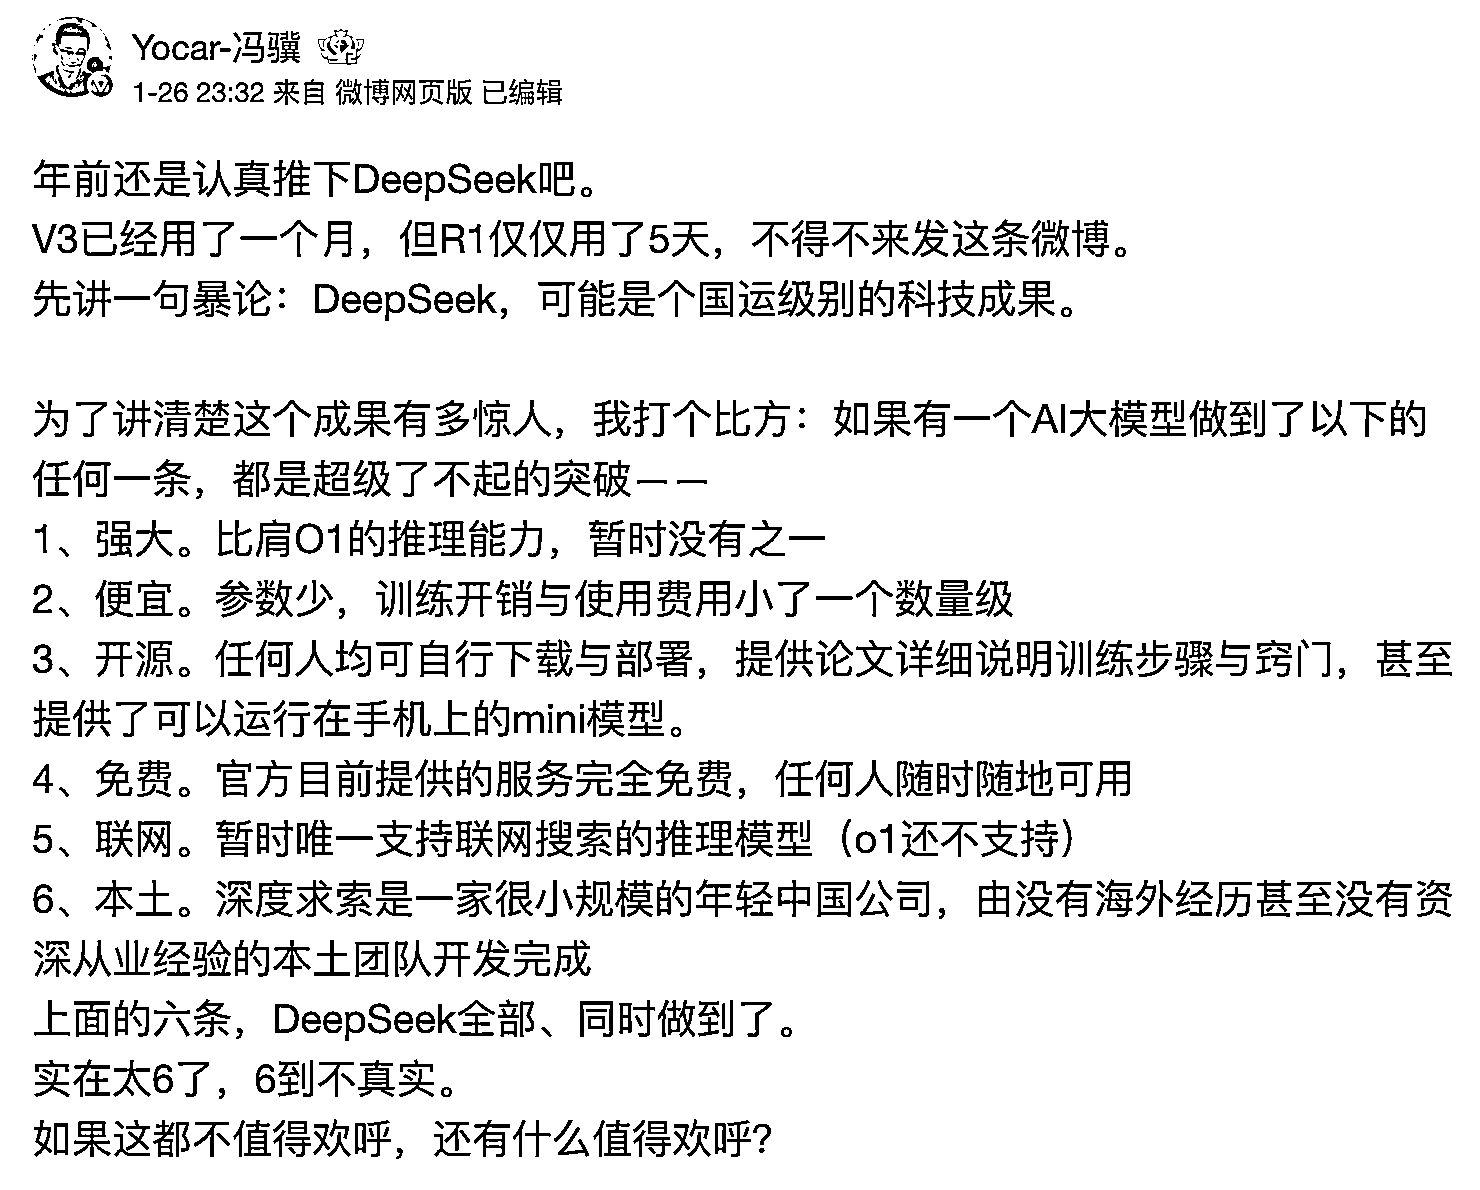 Yocar-冯骥
1-26 23:32 来自 微博网页版 已编辑
年前还是认真推下DeepSeek吧。
V3已经用了一个月，但R1仅仅用了5天，不得不来发这条微博。
先讲一句暴论：DeepSeek，可能是个国运级别的科技成果。
为了讲清楚这个成果有多惊人，我打个比方：如果有一个AI大模型做到了以下的
任何一条，都是超级了不起的突破——
1、强大。比肩O1的推理能力，暂时没有之一
2、便宜。参数少，训练开销与使用费用小了一个数量级
3、开源。任何人均可自行下载与部署，提供论文详细说明训练步骤与窍门，甚至
提供了可以运行在手机上的mini模型。
4、免费。官方目前提供的服务完全免费，任何人随时随地可用
5、联网。暂时唯一支持联网搜索的推理模型（o1还不支持）
6、本土。深度求索是一家很小规模的年轻中国公司，由没有海外经历甚至没有资
深从业经验的本土团队开发完成
上面的六条，DeepSeek全部、同时做到了。
实在太6了，6到不真实。
如果这都不值得欢呼，还有什么值得欢呼？